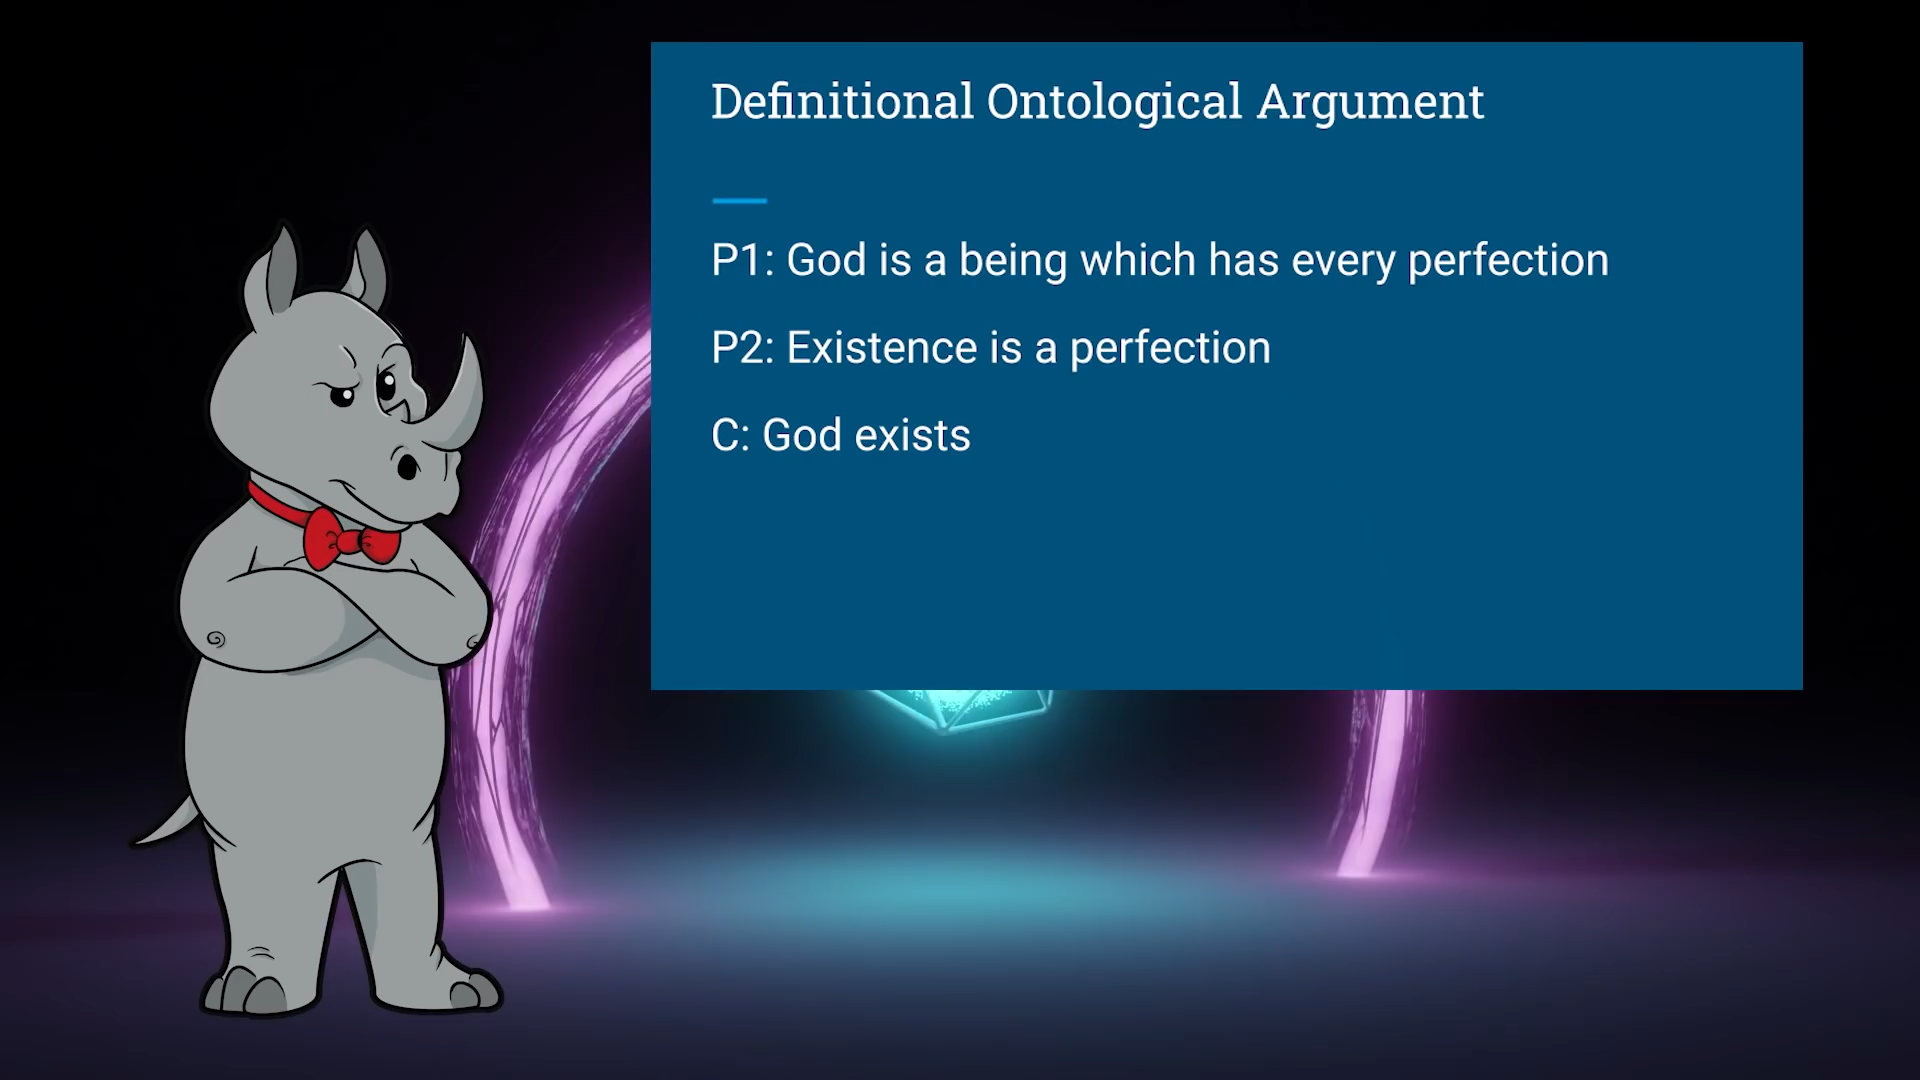 Definitional Ontological Argument
P1: God is a being which has every perfection
P2: Existence is a perfection
C: God exists